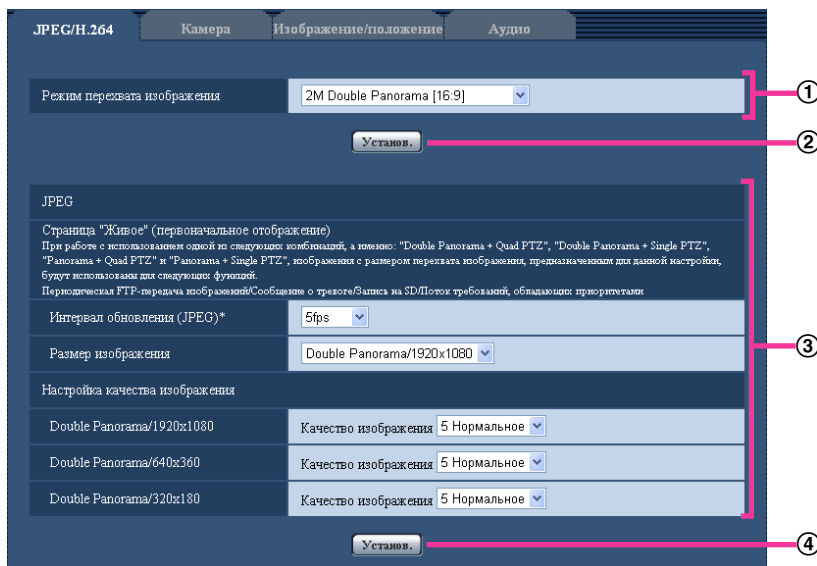 JPEG/H.264 Камера Изображение/положение Аудио
Режим перехвата изображения 2M Double Panorama [16:9] ①
Установ. ②
JPEG
Страница "Живое" (первоначальное отображение)
При работе с использованием одной из следующих комбинаций, а именно: "Double Panorama + Quad PTZ", "Double Panorama + Single PTZ",
"Panorama + Quad PTZ" и "Panorama + Single PTZ", изображения с размером перехвата изображения, предназначенным для данной настройки,
будут использованы для следующих функций.
Периодическая FTP-передача изображений/Сообщение о тревоге/Запись на SD/Поток требований, обладающих приоритетами
Интервал обновления (JPEG)* 5fps
Размер изображения Double Panorama/1920x1080 ③
Настройка качества изображения
Double Panorama/1920x1080 Качество изображения 5 Нормальное
Double Panorama/640x360 Качество изображения 5 Нормальное
Double Panorama/320x180 Качество изображения 5 Нормальное
Установ. ④